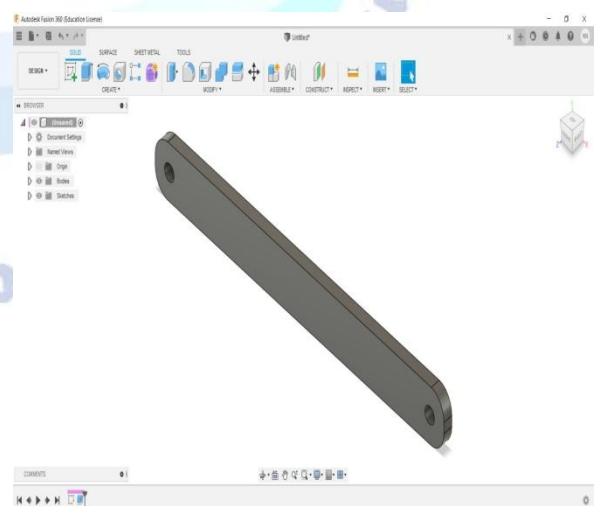 Autodesk Fusion 360 (Education License)
Untitled*
SOLID SURFACE SHEET METAL TOOLS
DESIGN
CREATE MODIFY ASSEMBLE CONSTRUCT INSPECT INSERT SELECT
BROWSER
(Unsaved)
Document Settings
Named Views
Origin
Bodies
Sketches
COMMENTS